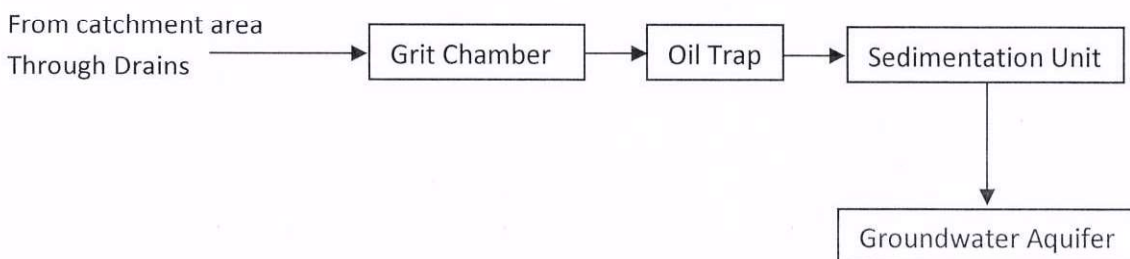 From catchment area
Through Drains
Grit Chamber
Oil Trap
Sedimentation Unit
Groundwater Aquifer